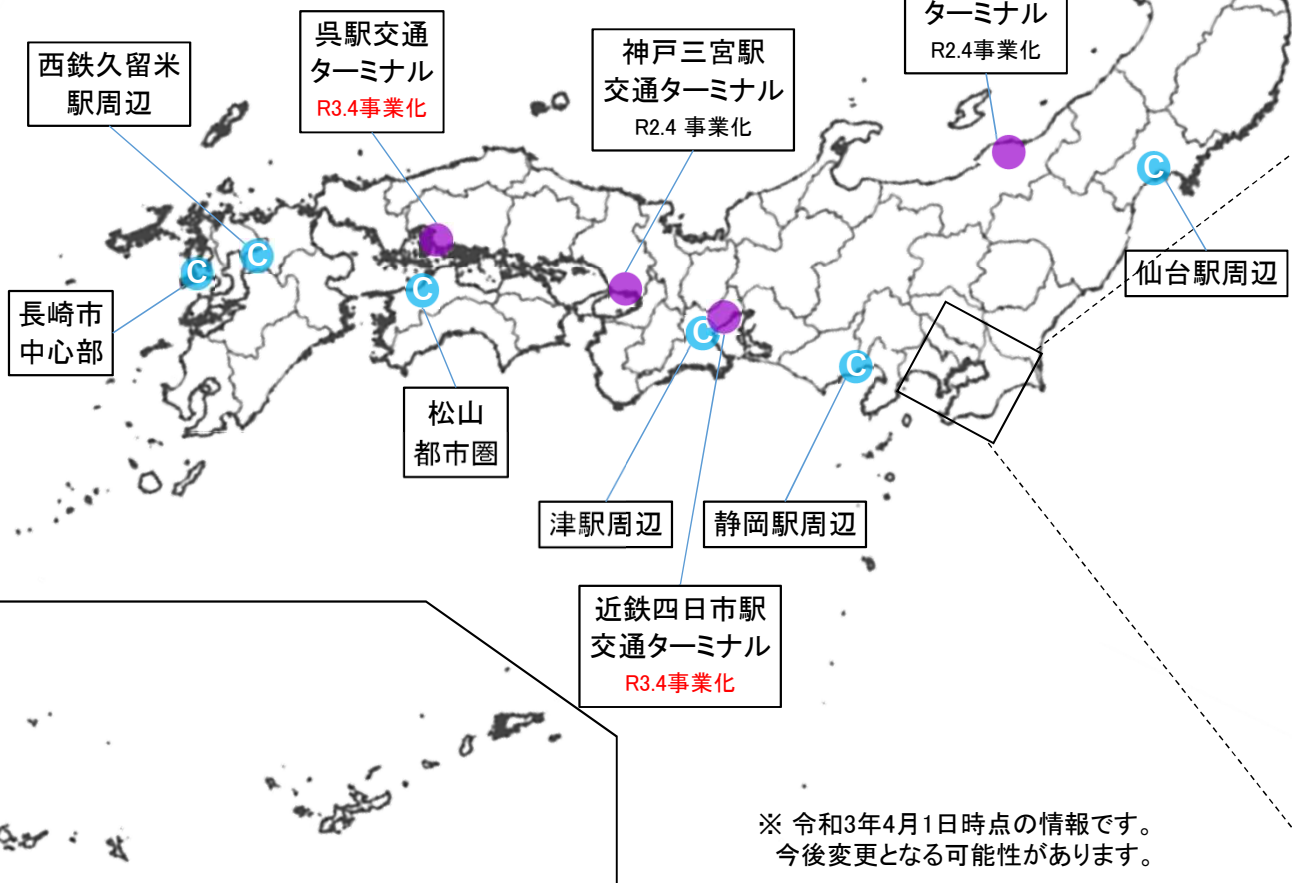 ターミナル
R2.4事業化
呉駅交通
ターミナル
R3.4事業化
神戸三宮駅
交通ターミナル
R2.4 事業化
西鉄久留米
駅周辺
C
C
C
C
C
C
仙台駅周辺
長崎市
中心部
松山
都市圏
津駅周辺
静岡駅周辺
近鉄四日市駅
交通ターミナル
R3.4事業化
※ 令和3年4月1日時点の情報です。
今後変更となる可能性があります。